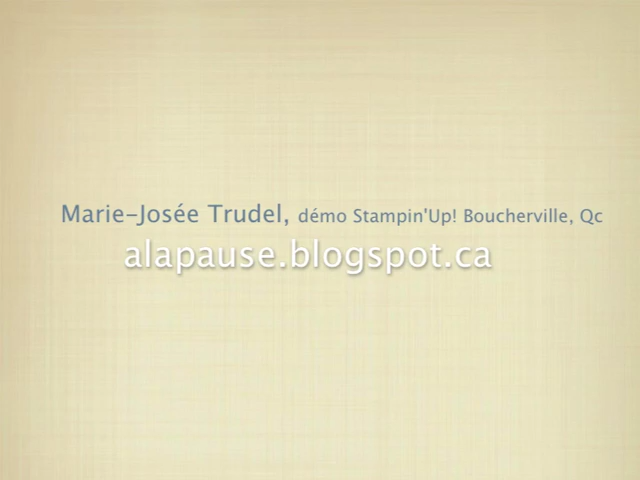 Marie-Josée Trudel, démo Stampin'Up! Boucherville, Qc
alapause.blogspot.ca